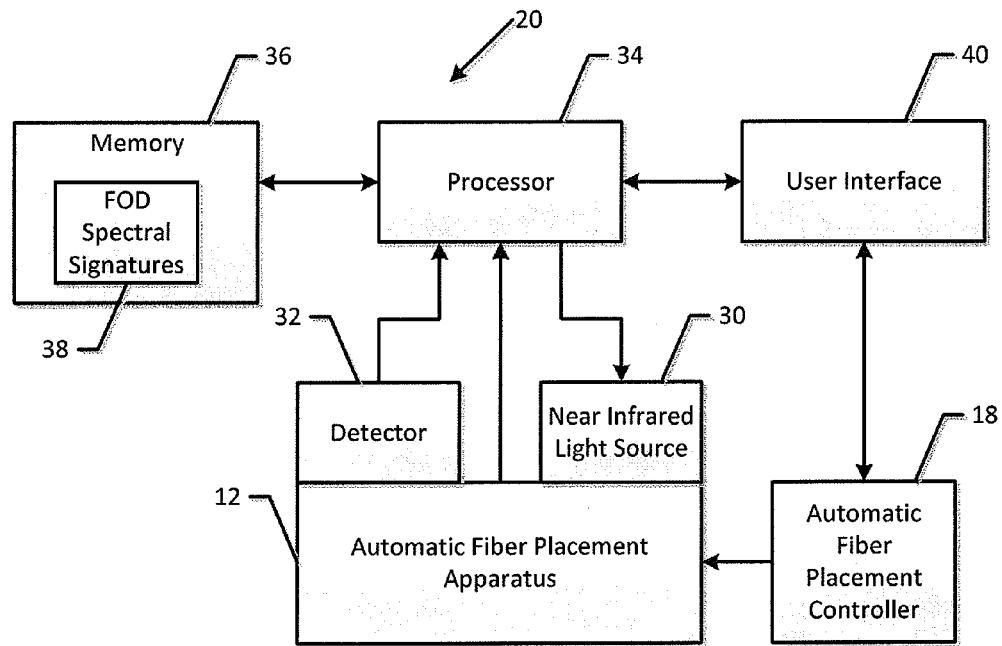 20
36
34
40
Memory
FOD
Spectral
Signatures
Processor
User Interface
38
32
30
Detector
Near Infrared
Light Source
18
12
Automatic Fiber Placement
Apparatus
Automatic
Fiber
Placement
Controller